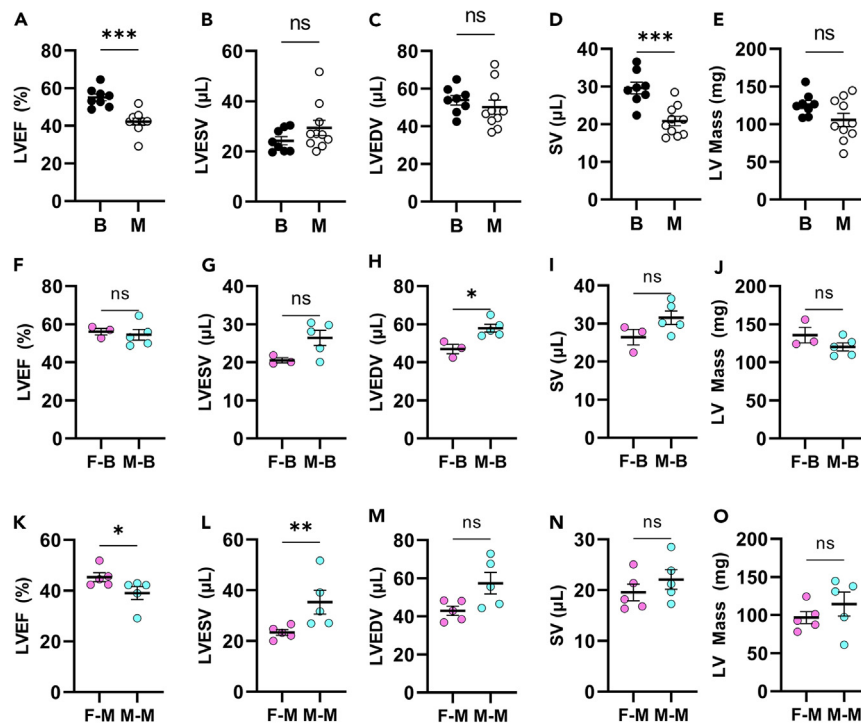 A B C D E
*** ns ns *** ns
LVEF (%) 80 60 40 20 0 B M
LVESV (µL) 60 40 20 0 B M
LVEDV (µL) 80 60 40 20 0 B M
SV (µL) 40 30 20 10 0 B M
LV Mass (mg) 200 150 100 50 0 B M
F G H I J
ns ns * ns ns
LVEF (%) 80 60 40 20 0 F-B M-B
LVESV (µL) 40 30 20 10 0 F-B M-B
LVEDV (µL) 80 60 40 20 0 F-B M-B
SV (µL) 40 30 20 10 0 F-B M-B
LV Mass (mg) 200 150 100 50 0 F-B M-B
K L M N O
* ** ns ns ns
LVEF (%) 60 40 20 0 F-M M-M
LVESV (µL) 60 40 20 0 F-M M-M
LVEDV (µL) 80 60 40 20 0 F-M M-M
SV (µL) 30 20 10 0 F-M M-M
LV Mass (mg) 200 150 100 50 0 F-M M-M